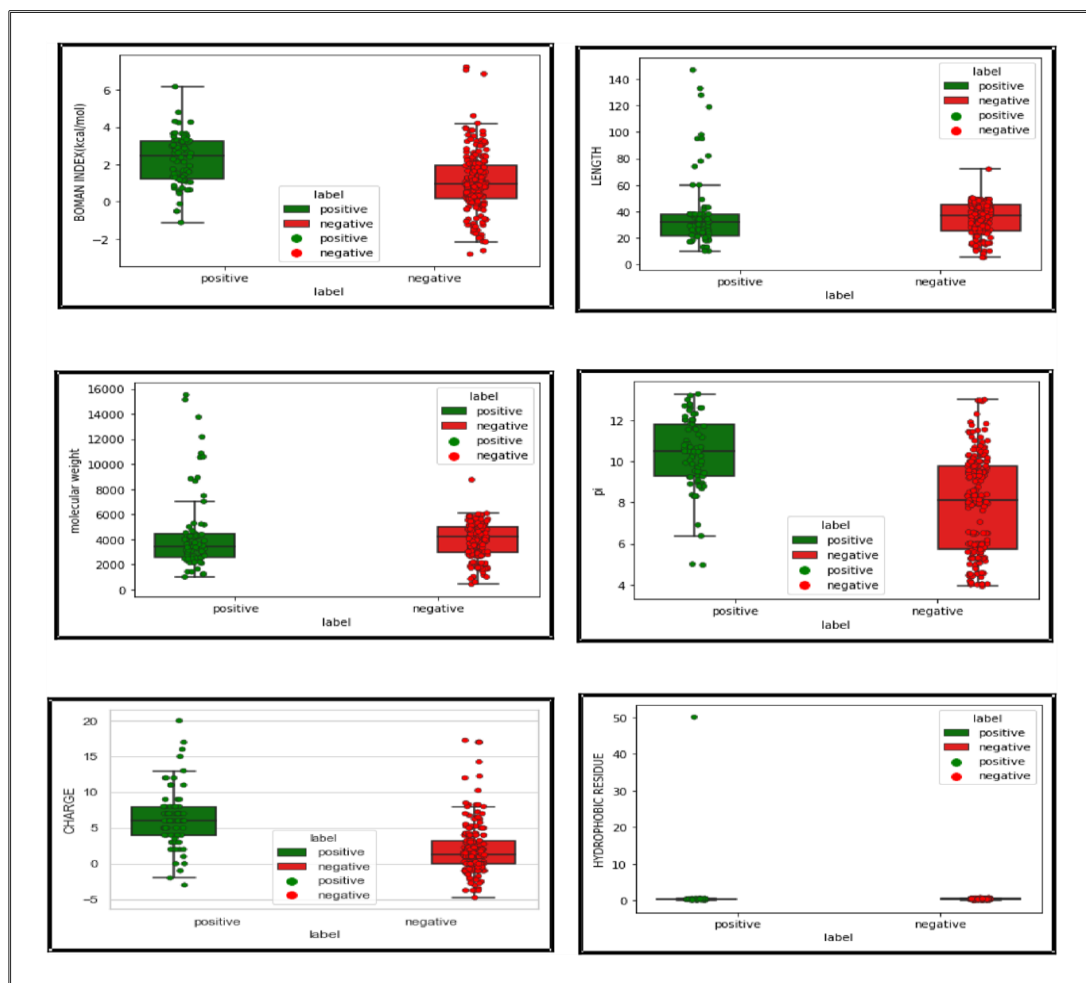 BOMAN INDEX(kcal/mol)
6
4
2
0
−2
label
positive
negative
positive
negative
positive
negative
label
LENGTH
140
120
100
80
60
40
20
0
label
positive
negative
positive
negative
positive
negative
label
molecular weight
16000
14000
12000
10000
8000
6000
4000
2000
0
label
positive
negative
positive
negative
positive
negative
label
pi
12
10
8
6
4
label
positive
negative
positive
negative
positive
negative
label
CHARGE
20
15
10
5
0
−5
label
positive
negative
positive
negative
positive
negative
label
HYDROPHOBIC RESIDUE
50
40
30
20
10
0
label
positive
negative
positive
negative
positive
negative
label